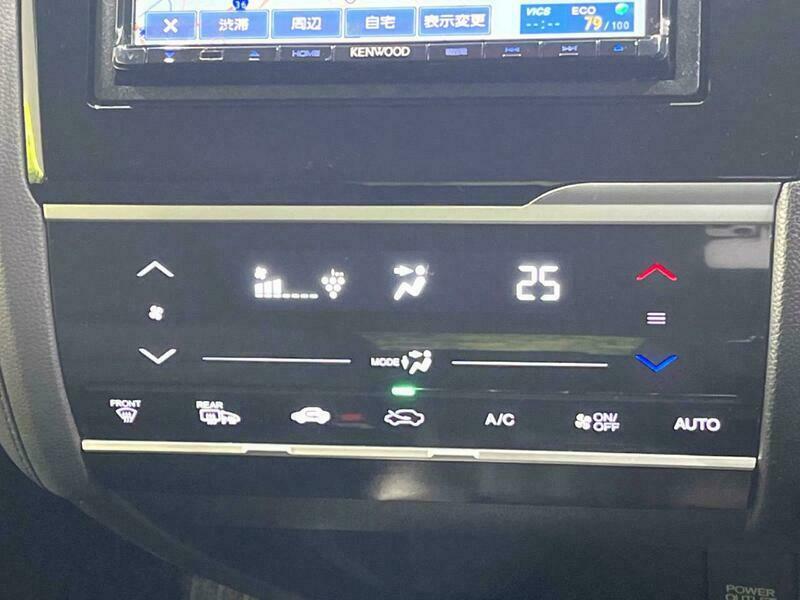 渋滞 周辺 自宅 表示変更 VICS ECO
--:-- 79/100
HOME KENWOOD
25
MODE
FRONT REAR
A/C ON/OFF AUTO
POWER
OUTLET